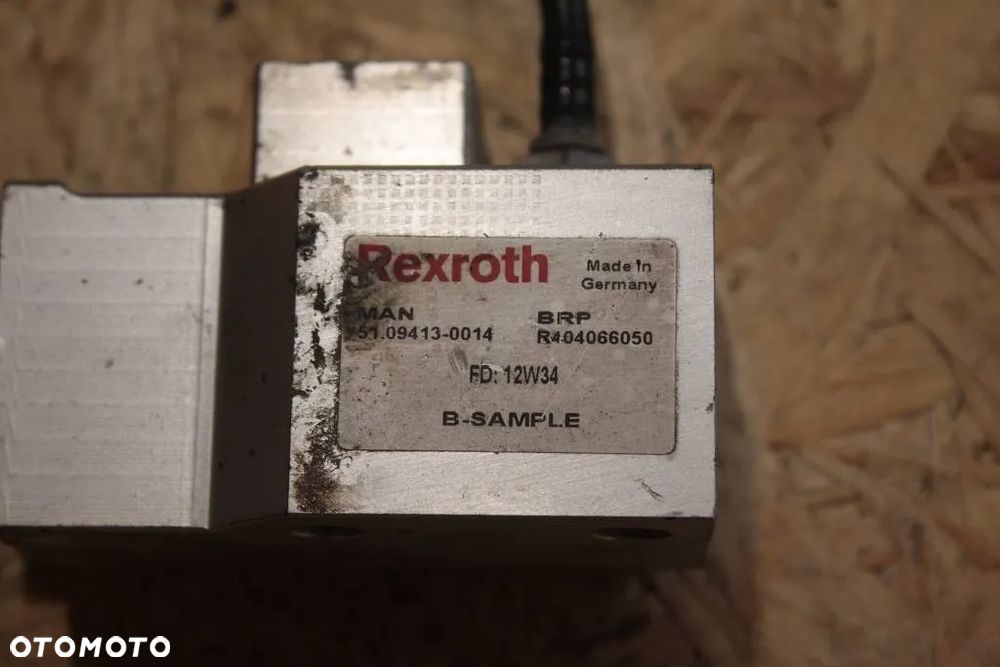 Rexroth
Made in
Germany
MAN
51.09413-0014
BRP
R404066050
FD: 12W34
B-SAMPLE
OTOMOTO